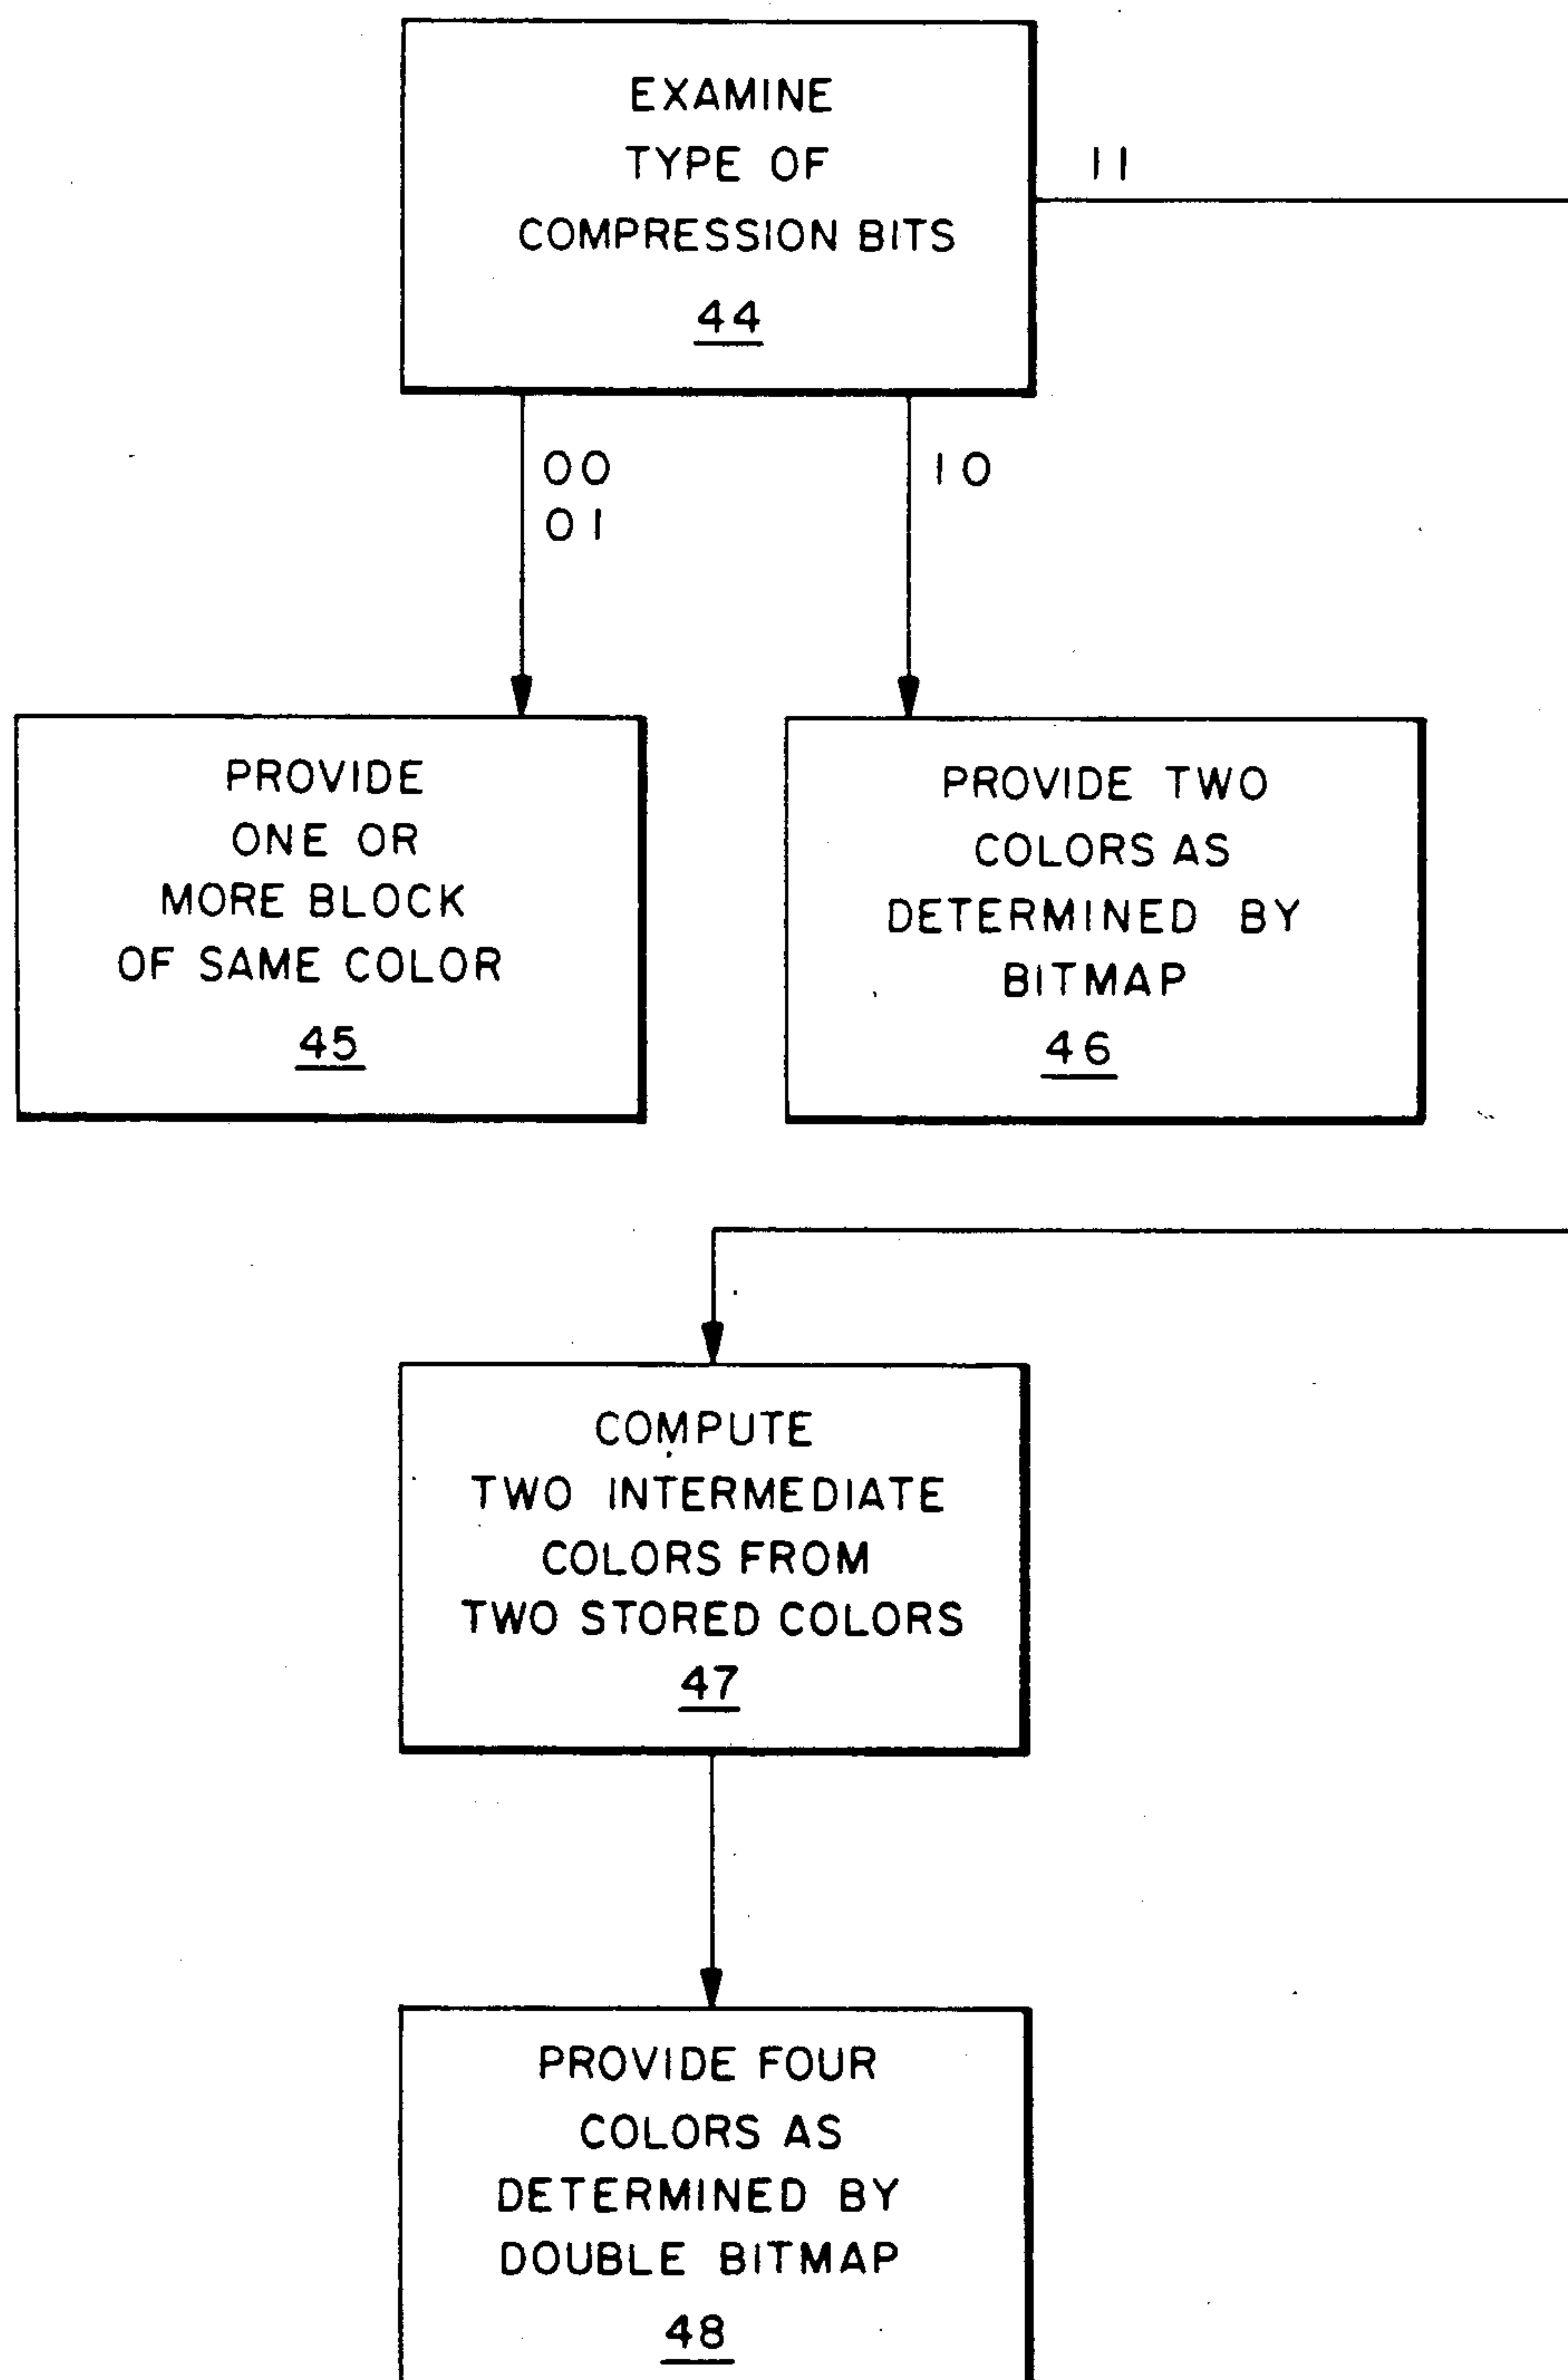 EXAMINE
TYPE OF
COMPRESSION BITS
44
11
00
01
10
PROVIDE
ONE OR
MORE BLOCK
OF SAME COLOR
45
PROVIDE TWO
COLORS AS
DETERMINED BY
BITMAP
46
COMPUTE
TWO INTERMEDIATE
COLORS FROM
TWO STORED COLORS
47
PROVIDE FOUR
COLORS AS
DETERMINED BY
DOUBLE BITMAP
48